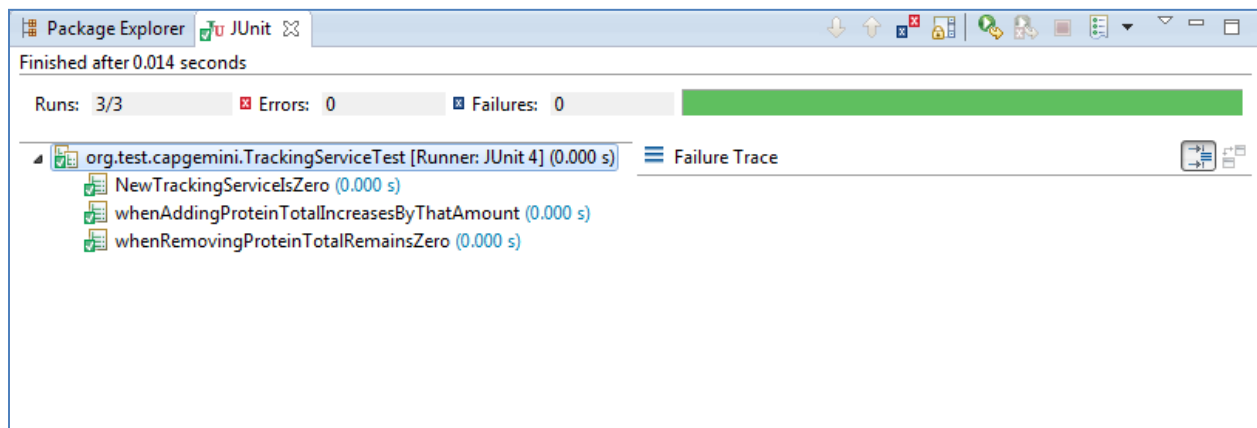 Package Explorer JUnit
Finished after 0.014 seconds
Runs: 3/3 Errors: 0 Failures: 0
org.test.capgemini.TrackingServiceTest [Runner: JUnit 4] (0.000 s) Failure Trace
NewTrackingServiceIsZero (0.000 s)
whenAddingProteinTotalIncreasesByThatAmount (0.000 s)
whenRemovingProteinTotalRemainsZero (0.000 s)